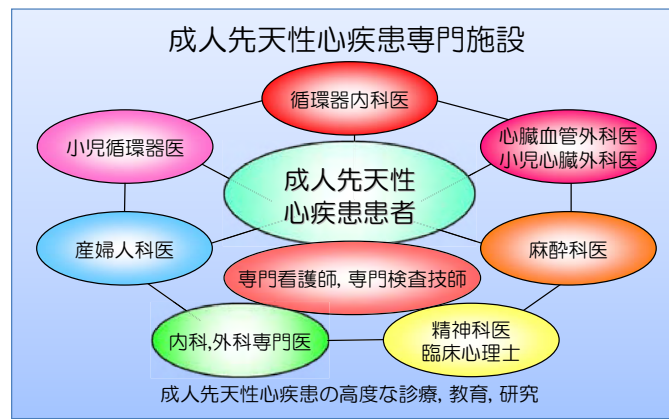 成人先天性心疾患専門施設
循環器内科医
小児循環器医
心臓血管外科医
小児心臓外科医
成人先天性
心疾患患者
産婦人科医
麻酔科医
専門看護師, 専門検査技師
内科,外科専門医
精神科医
臨床心理士
成人先天性心疾患の高度な診療, 教育, 研究